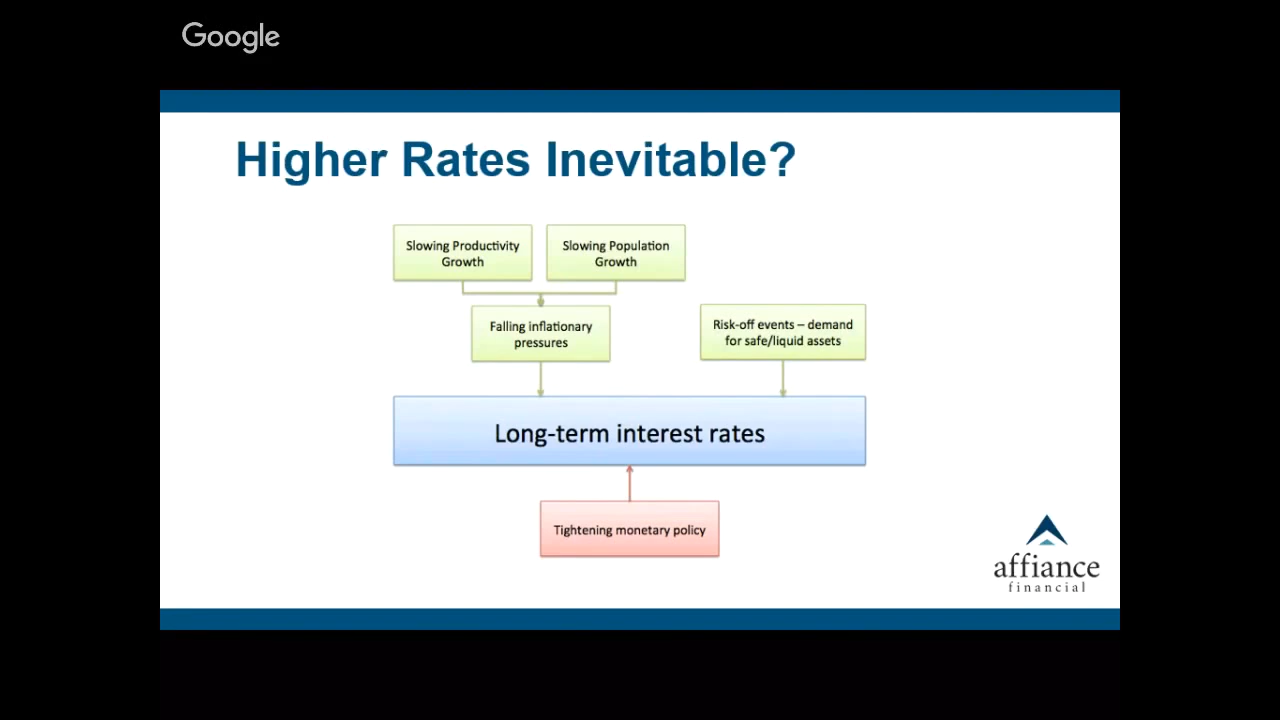 Google
Higher Rates Inevitable?
Slowing Productivity
Growth
Slowing Population
Growth
Falling inflationary
pressures
Risk-off events – demand
for safe/liquid assets
Long-term interest rates
Tightening monetary policy
affiance
financial